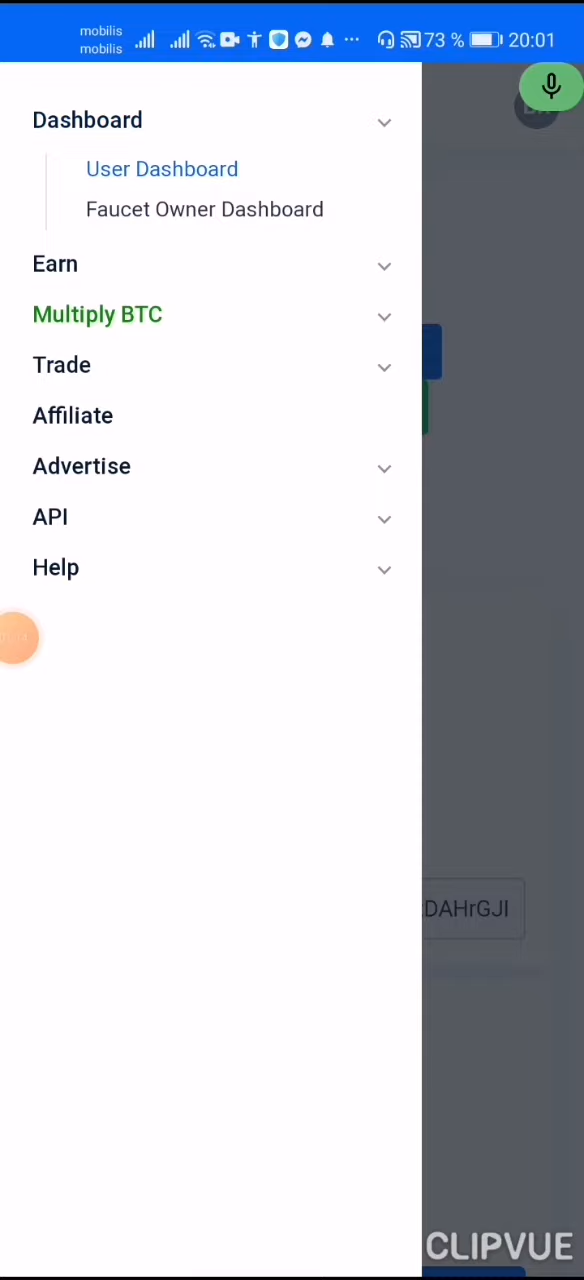 mobilis
mobilis
73 % 20:01
Dashboard
User Dashboard
Faucet Owner Dashboard
Earn
Multiply BTC
Trade
Affiliate
Advertise
API
Help
DAHrGJI
CLIPVUE